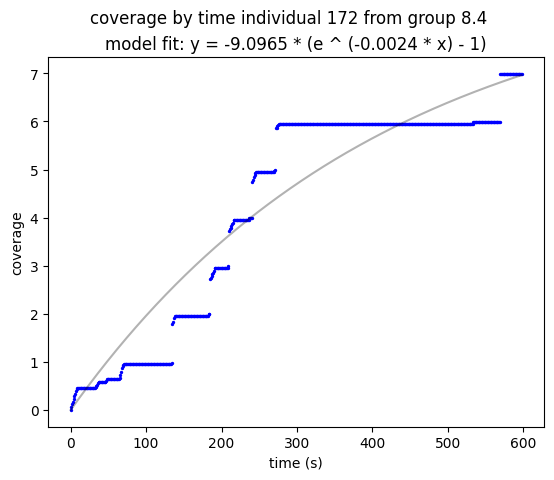 coverage by time individual 172 from group 8.4
model fit: y = -9.0965 * (e ^ (-0.0024 * x) - 1)
7
6
5
4
3
2
1
0
coverage
0 100 200 300 400 500 600
time (s)